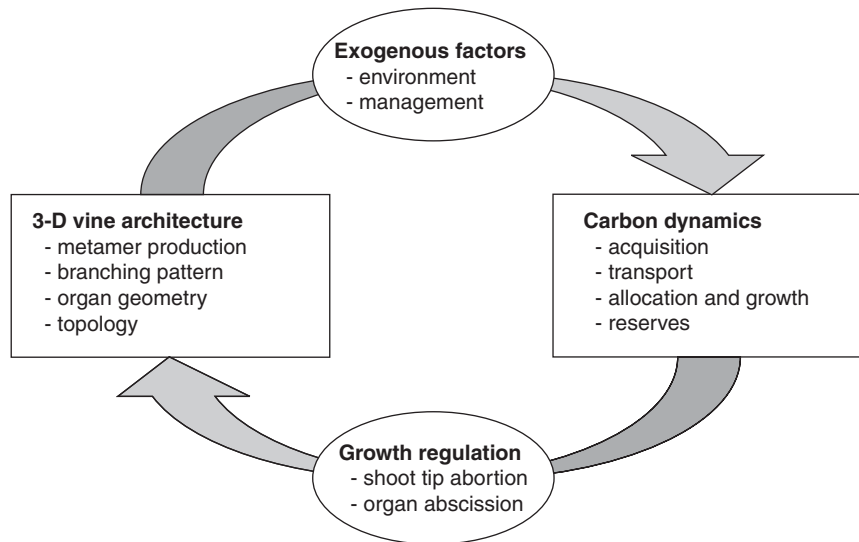 Exogenous factors
- environment
- management
3-D vine architecture
- metamer production
- branching pattern
- organ geometry
- topology
Carbon dynamics
- acquisition
- transport
- allocation and growth
- reserves
Growth regulation
- shoot tip abortion
- organ abscission